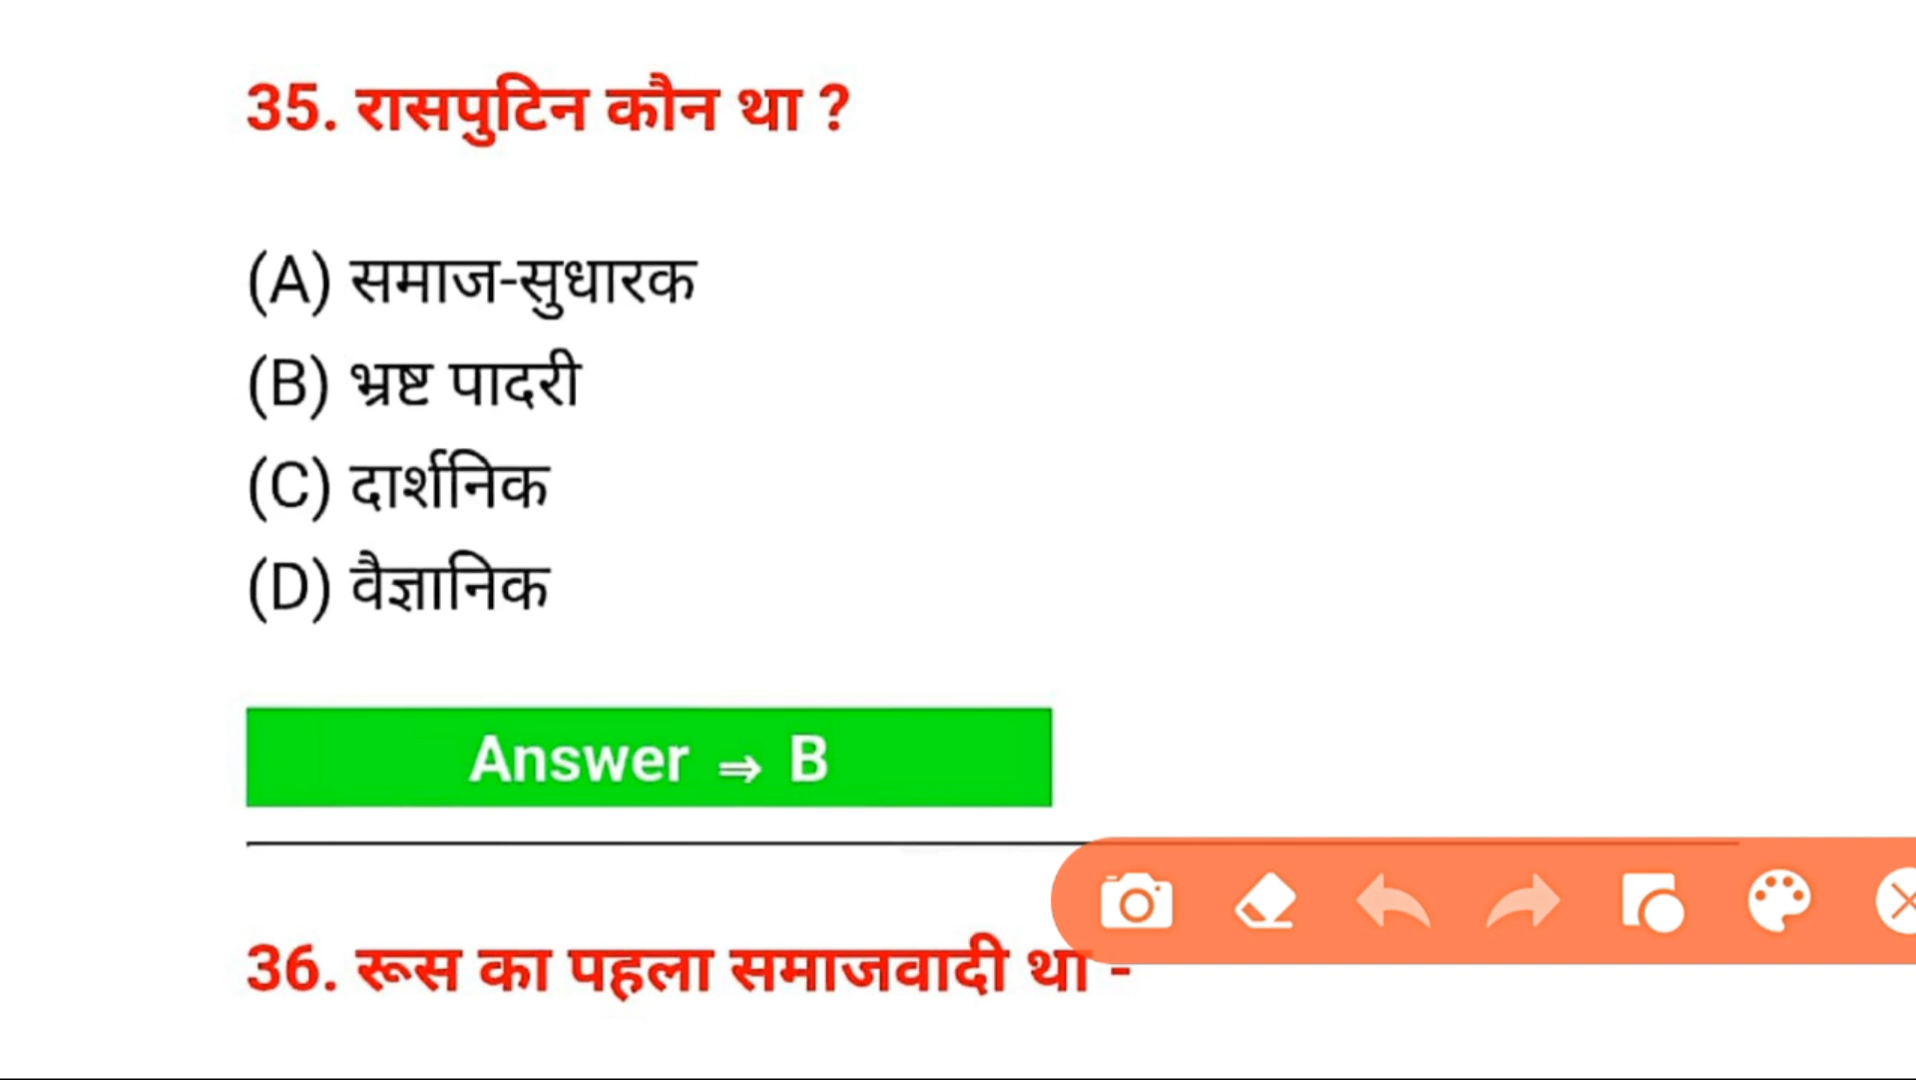 35. रासपुटिन कौन था ?
(A) समाज-सुधारक
(B) भ्रष्ट पादरी
(C) दार्शनिक
(D) वैज्ञानिक
Answer ⇒ B
36. रूस का पहला समाजवादी था -